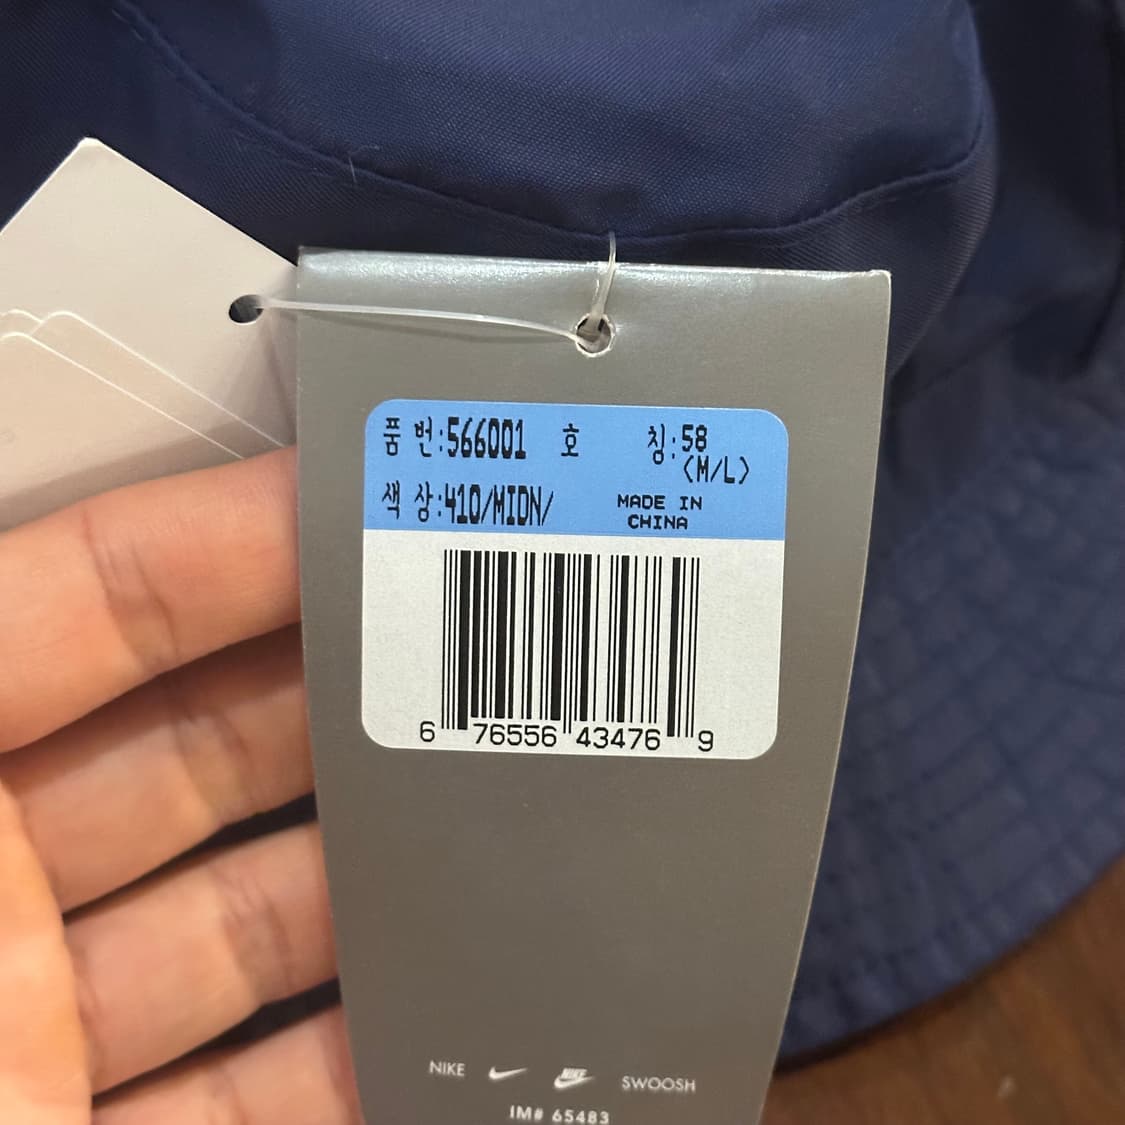 품 번:566001 호 칭:58
(M/L)
색 상:410/MIDN/ MADE IN
CHINA
6 76556 43476 9
NIKE NIKE SWOOSH
IM# 65483